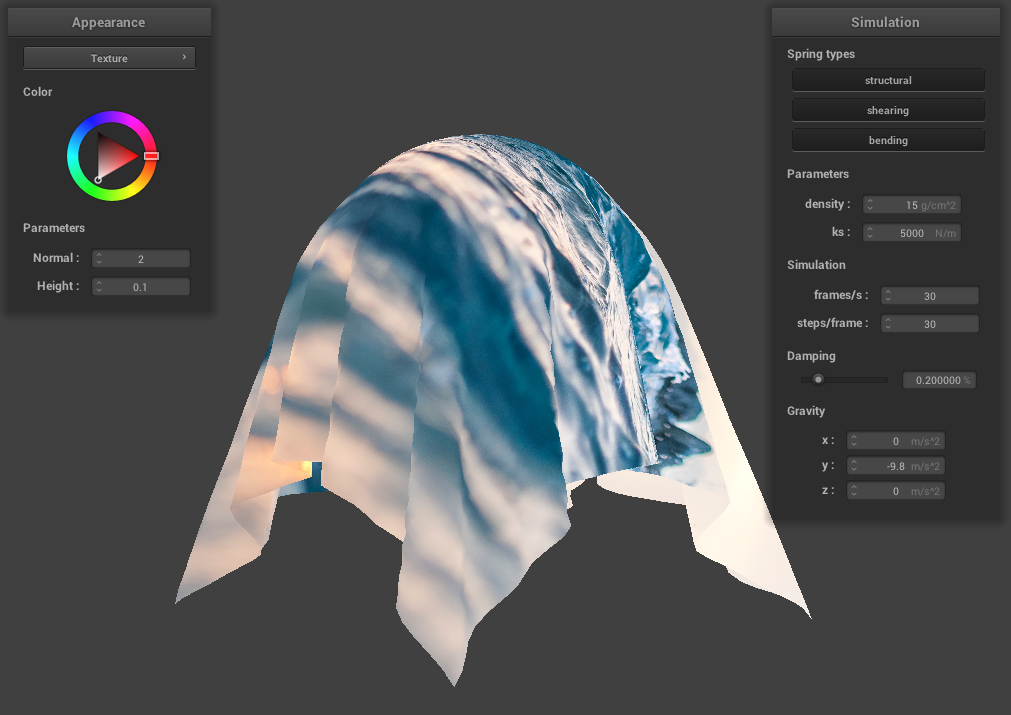 Appearance
Texture
Color
Parameters
Normal : 2
Height : 0.1
Simulation
Spring types
structural
shearing
bending
Parameters
density : 15 g/cm^2
ks : 5000 N/m
Simulation
frames/s : 30
steps/frame : 30
Damping
0.200000 %
Gravity
x : 0 m/s^2
y : -9.8 m/s^2
z : 0 m/s^2